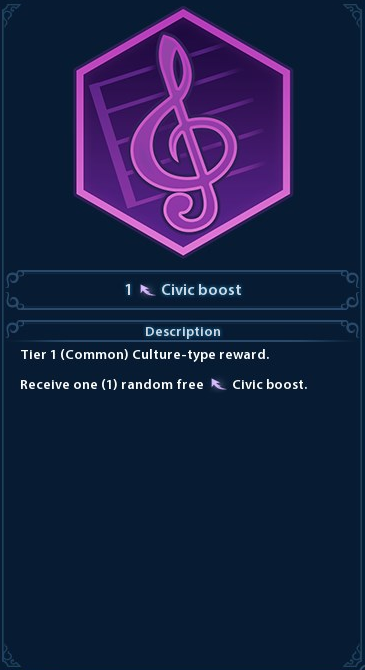 1 Civic boost
Description
Tier 1 (Common) Culture-type reward.
Receive one (1) random free Civic boost.